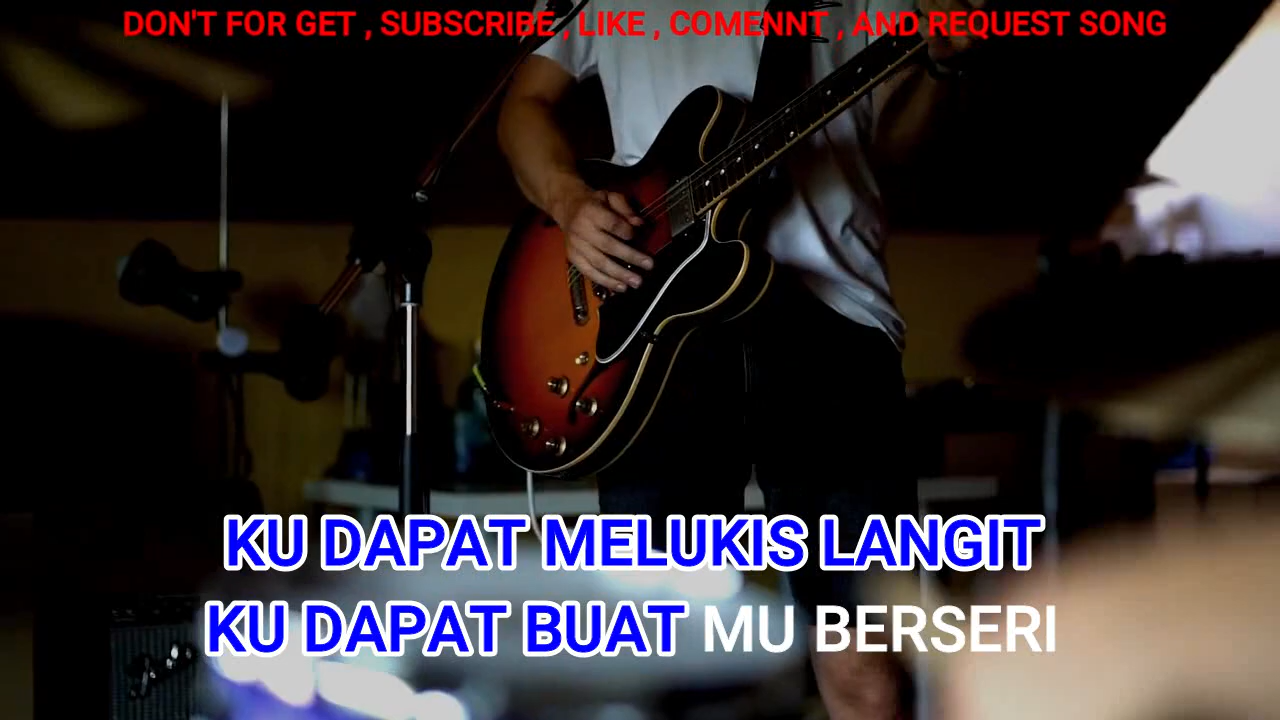 DON'T FOR GET , SUBSCRIBE , LIKE , COMENNT , AND REQUEST SONG
KU DAPAT MELUKIS LANGIT
KU DAPAT BUAT MU BERSERI